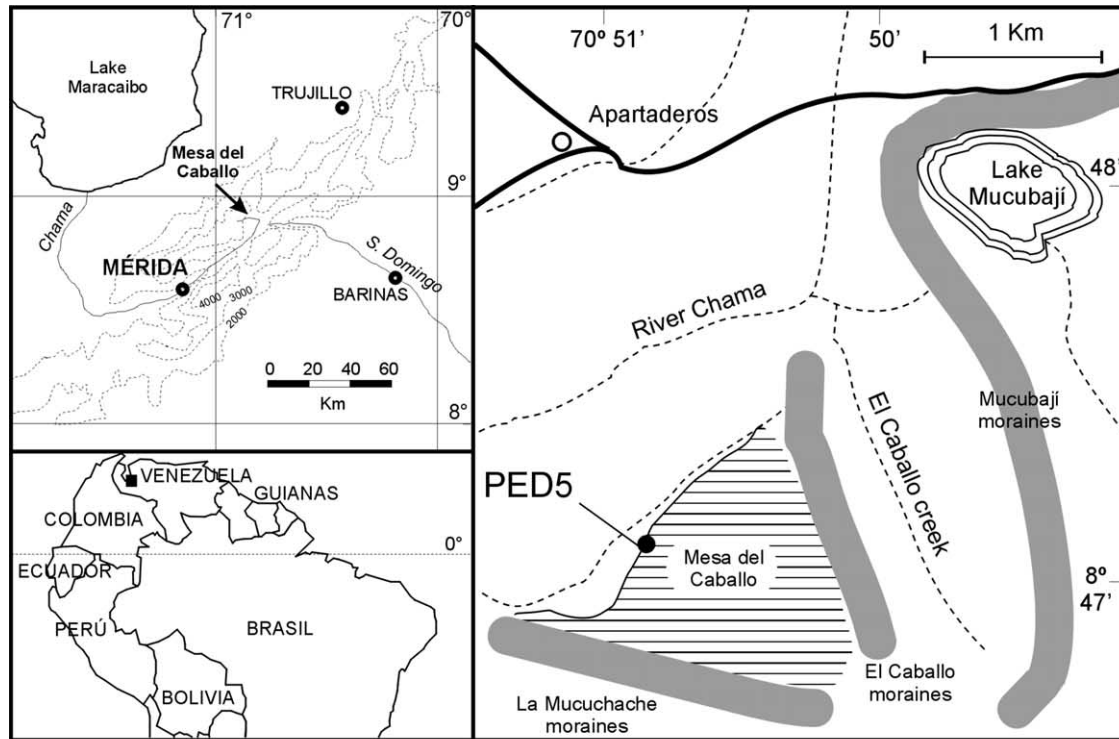 71°
70°
Lake
Maracaibo
TRUJILLO
Mesa del
Caballo
9°
Chama
MÉRIDA
S. Domingo
BARINAS
4000
3000
2000
0 20 40 60
Km
8°
VENEZUELA
GUIANAS
COLOMBIA
0°
ECUADOR
PERÚ
BRASIL
BOLIVIA
70° 51’
50’
1 Km
Apartaderos
48’
Lake
Mucubají
River Chama
El Caballo creek
Mucubají
moraines
PED5
Mesa del
Caballo
8º
47’
El Caballo
moraines
La Mucuchache
moraines